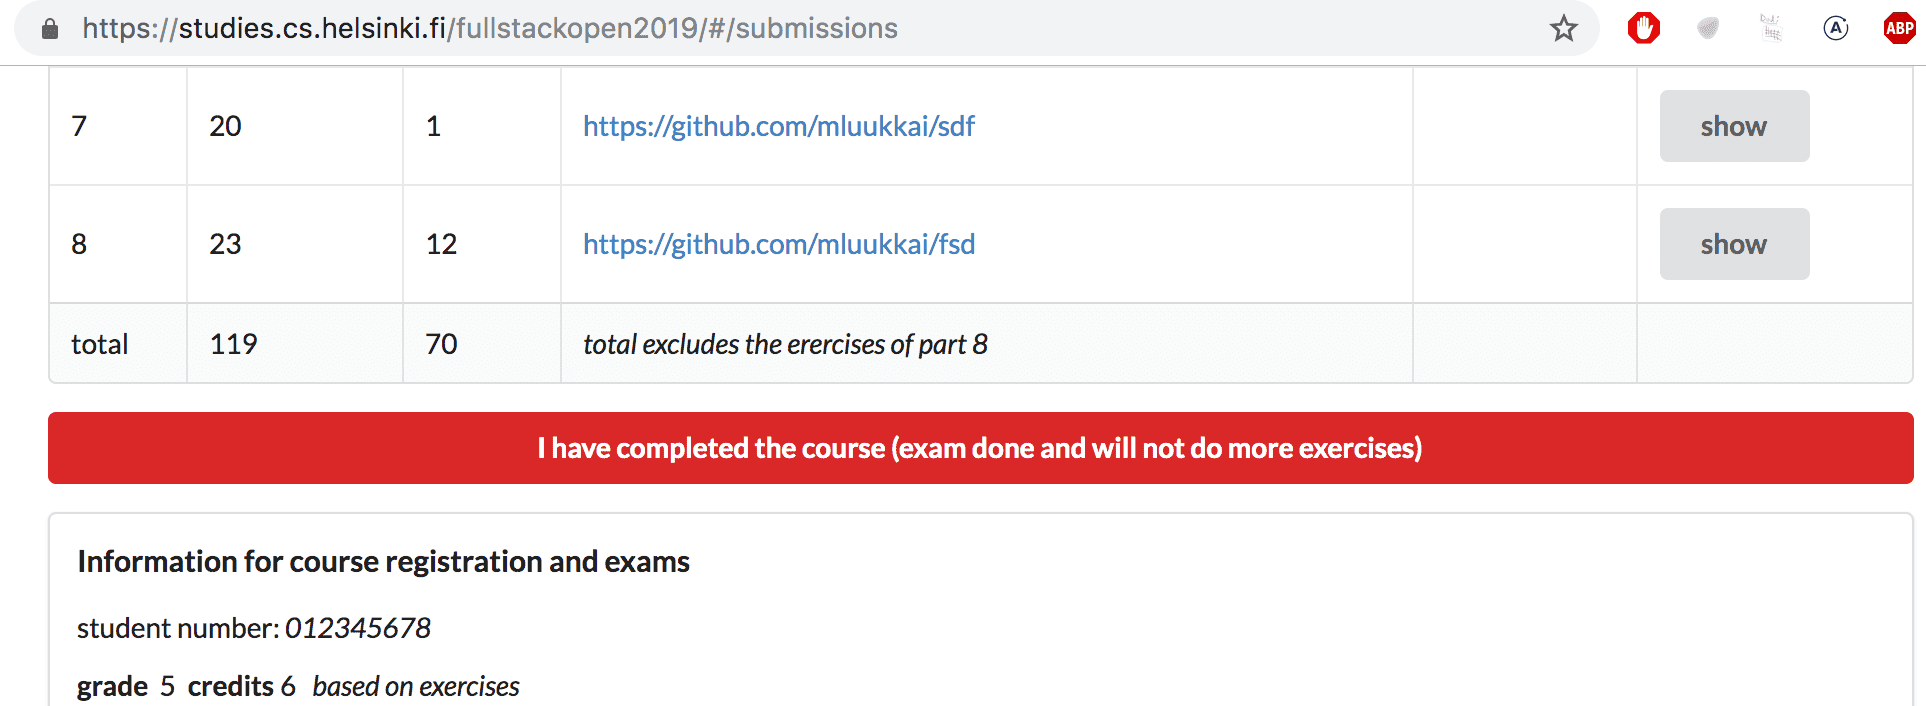 https://studies.cs.helsinki.fi/fullstackopen2019/#/submissions A ABP
7 20 1 https://github.com/mluukkai/sdf show
8 23 12 https://github.com/mluukkai/fsd show
total 119 70 total excludes the erercises of part 8
I have completed the course (exam done and will not do more exercises)
Information for course registration and exams
student number: 012345678
grade 5 credits 6 based on exercises